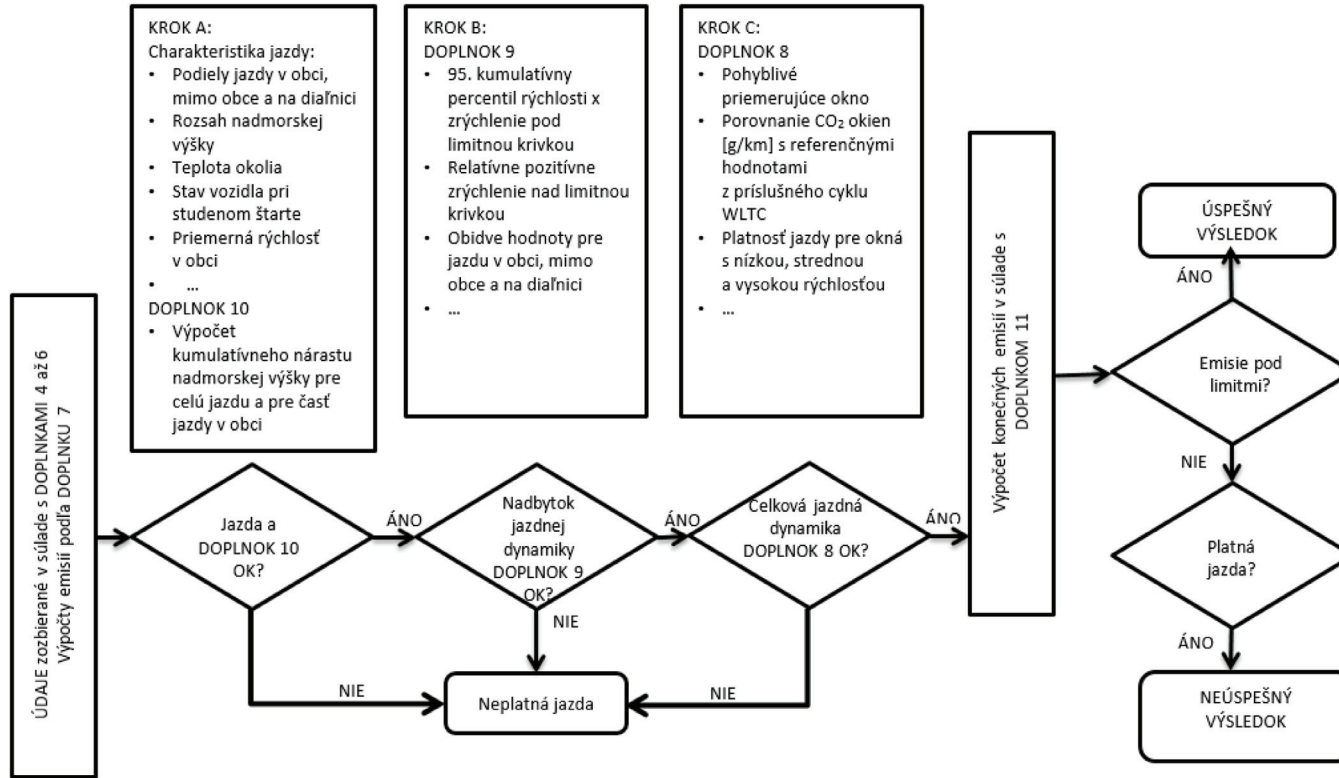 KROK A:
Charakteristika jazdy:
• Podiely jazdy v obci,
mimo obce a na diaľnici
• Rozsah nadmorskej
výšky
• Teplota okolia
• Stav vozidla pri
studenom štarte
• Priemerná rýchlosť
v obci
• ...
DOPLNOK 10
• Výpočet
kumulatívneho nárastu
nadmorskej výšky pre
celú jazdu a pre časť
jazdy v obci
KROK B:
DOPLNOK 9
• 95. kumulatívny
percentil rýchlosti x
zrýchlenie pod
limitnou krivkou
• Relatívne pozitívne
zrýchlenie nad limitnou
krivkou
• Obidve hodnoty pre
jazdu v obci, mimo
obce a na diaľnici
• ...
KROK C:
DOPLNOK 8
• Pohyblivé
priemerujúce okno
• Porovnanie CO₂ okien
[g/km] s referenčnými
hodnotami
z príslušného cyklu
WLTC
• Platnosť jazdy pre okná
s nízkou, strednou
a vysokou rýchlosťou
• ...
ÚDAJE zozbierané v súlade s DOPLNKAMI 4 až 6
Výpočty emisií podľa DOPLNKU 7
Jazda a
DOPLNOK 10
OK?
ÁNO
Nadbytok
jazdnej
dynamiky
DOPLNOK 9
OK?
ÁNO
Celková jazdná
dynamika
DOPLNOK 8 OK?
ÁNO
NIE
NIE
NIE
Neplatná jazda
Výpočet konečných emisií v súlade s
DOPLNKOM 11
ÚSPEŠNÝ
VÝSLEDOK
ÁNO
Emisie pod
limitmi?
NIE
Platná
jazda?
ÁNO
NEÚSPEŠNÝ
VÝSLEDOK